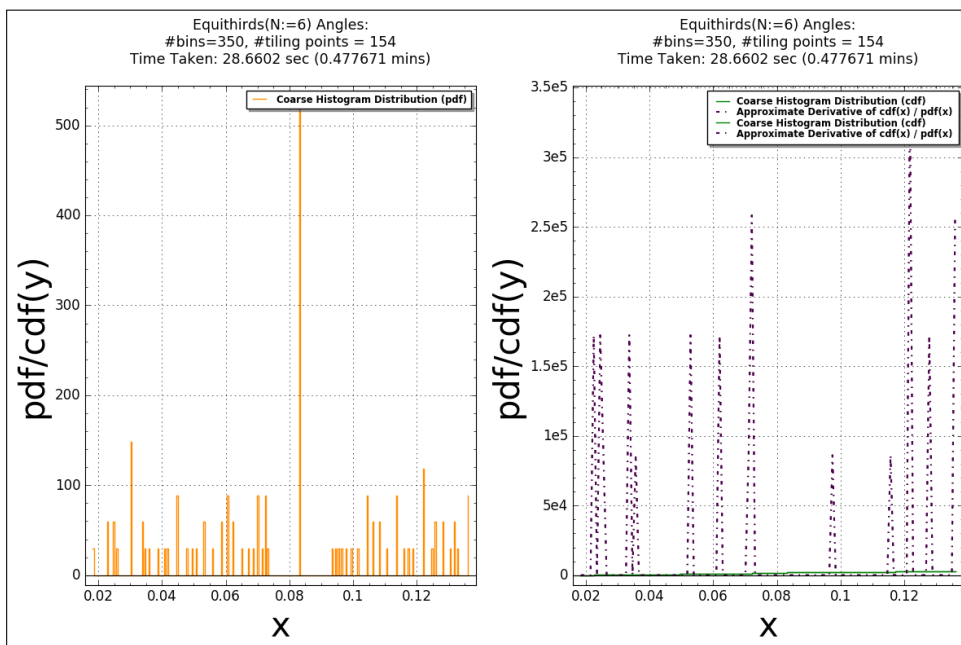 Equithirds(N:=6) Angles:
#bins=350, #tiling points = 154
Time Taken: 28.6602 sec (0.477671 mins)
Coarse Histogram Distribution (pdf)
500
400
300
200
100
0
pdf/cdf(y)
0.02 0.04 0.06 0.08 0.10 0.12
x
Equithirds(N:=6) Angles:
#bins=350, #tiling points = 154
Time Taken: 28.6602 sec (0.477671 mins)
Coarse Histogram Distribution (cdf)
Approximate Derivative of cdf(x) / pdf(x)
Coarse Histogram Distribution (cdf)
Approximate Derivative of cdf(x) / pdf(x)
3.5e5
3e5
2.5e5
2e5
1.5e5
1e5
5e4
0
pdf/cdf(y)
0.02 0.04 0.06 0.08 0.1 0.12
x